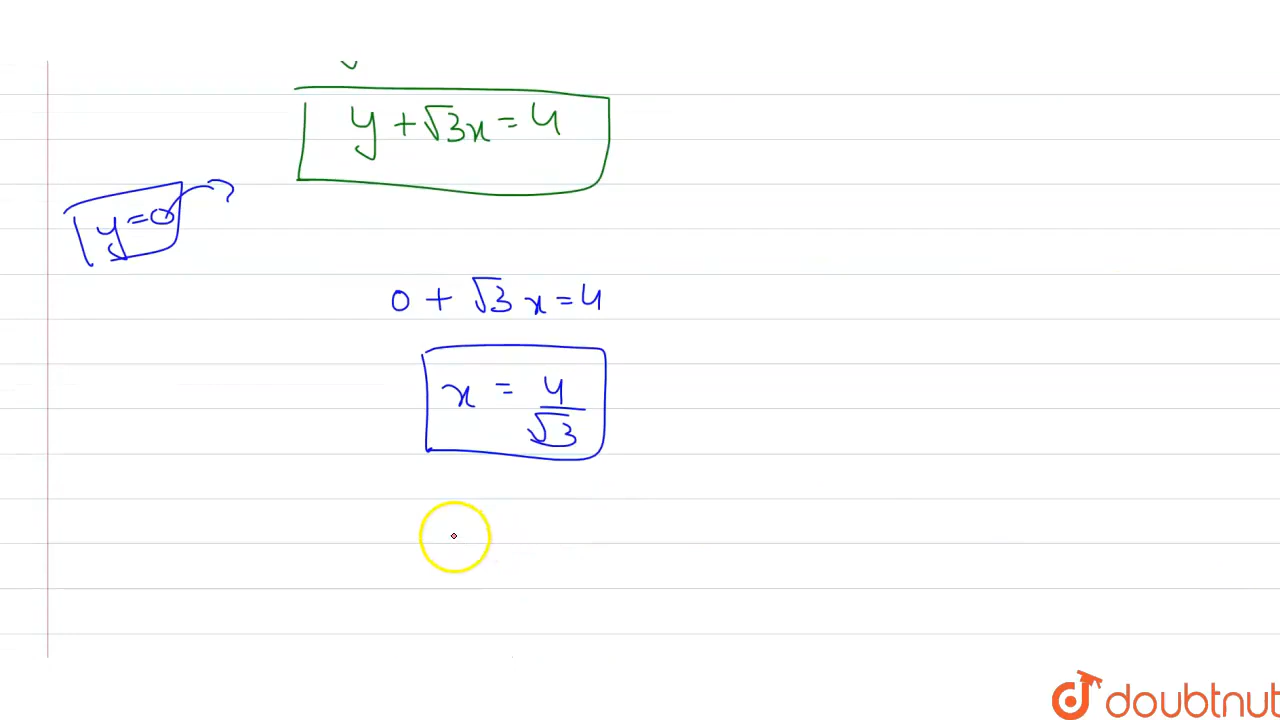 y + √3x = 4
y = 0
0 + √3 x = 4
x = 4/√3
doubtnut